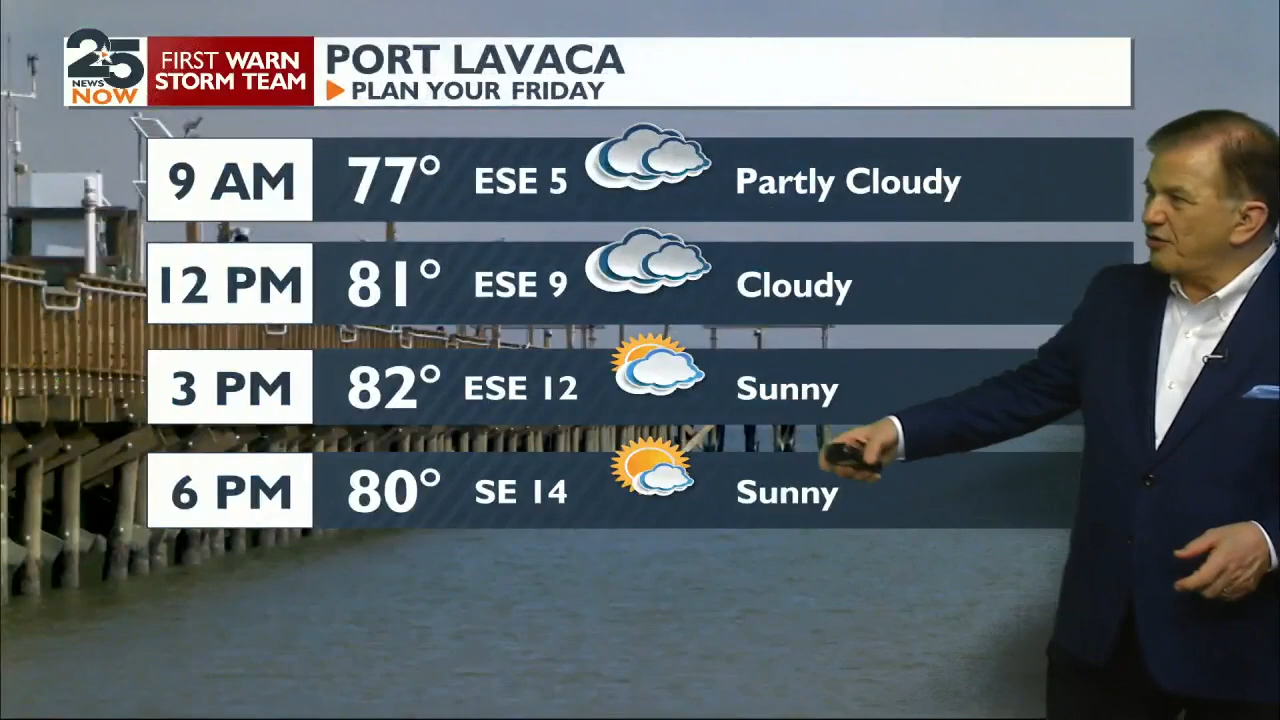 25
NEWS
NOW
FIRST WARN
STORM TEAM
PORT LAVACA
PLAN YOUR FRIDAY
9 AM 77° ESE 5 Partly Cloudy
12 PM 81° ESE 9 Cloudy
3 PM 82° ESE 12 Sunny
6 PM 80° SE 14 Sunny